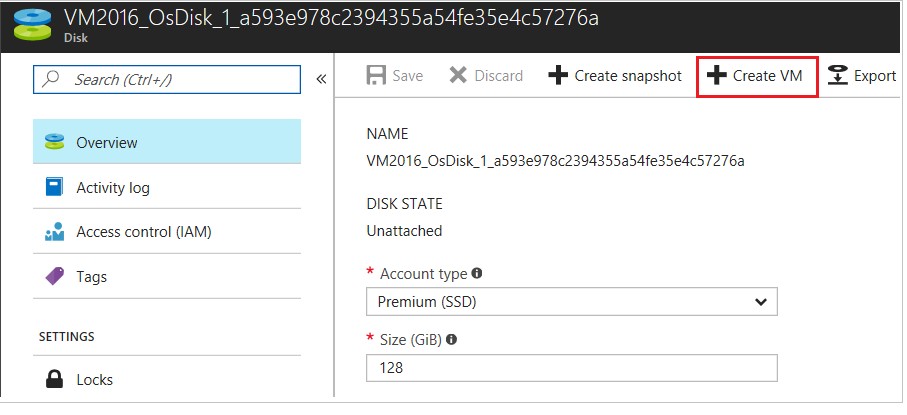 VM2016_OsDisk_1_a593e978c2394355a54fe35e4c57276a
Disk
Search (Ctrl+/)
«
Save
Discard
Create snapshot
Create VM
Export
Overview
Activity log
Access control (IAM)
Tags
SETTINGS
Locks
NAME
VM2016_OsDisk_1_a593e978c2394355a54fe35e4c57276a
DISK STATE
Unattached
* Account type
Premium (SSD)
* Size (GiB)
128